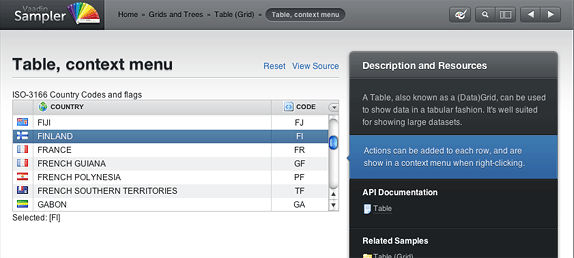 Vaadin
Sampler
Home » Grids and Trees » Table (Grid) » Table, context menu
Table, context menu
Reset View Source
ISO-3166 Country Codes and flags
COUNTRY CODE
FIJI FJ
FINLAND FI
FRANCE FR
FRENCH GUIANA GF
FRENCH POLYNESIA PF
FRENCH SOUTHERN TERRITORIES TF
GABON GA
Selected: [FI]
Description and Resources
A Table, also known as a (Data)Grid, can be used
to show data in a tabular fashion. It's well suited
for showing large datasets.
Actions can be added to each row, and are
show in a context menu when right-clicking.
API Documentation
Table
Related Samples
Table (Grid)